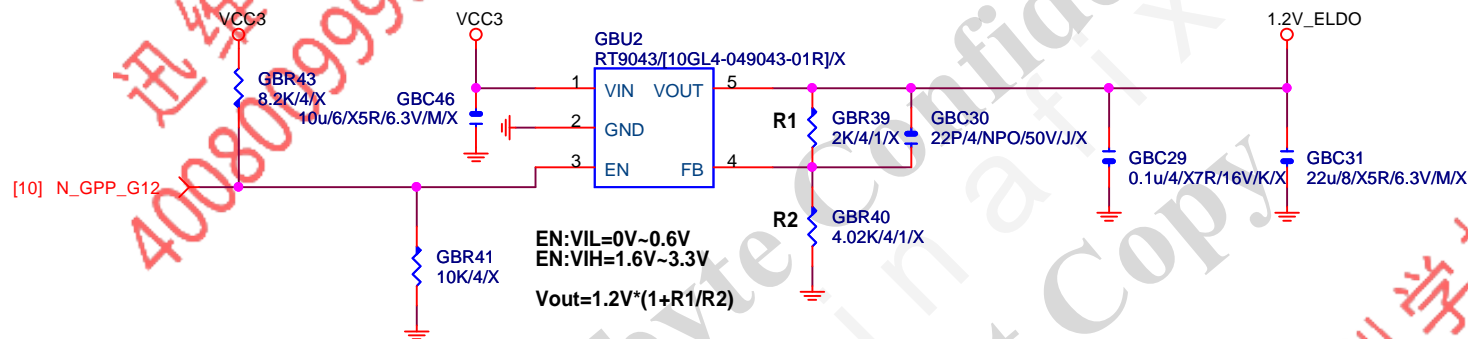 VCC3
VCC3
1.2V_ELDO
GBU2
RT9043/[10GL4-049043-01R]/X
GBR43
8.2K/4/X
GBC46
10u/6/X5R/6.3V/M/X
1
VIN
VOUT
5
2
GND
3
EN
FB
4
R1
GBR39
2K/4/1/X
GBC30
22P/4/NPO/50V/J/X
GBC29
0.1u/4/X7R/16V/K/X
GBC31
22u/8/X5R/6.3V/M/X
[10] N_GPP_G12
R2
GBR40
4.02K/4/1/X
GBR41
10K/4/X
EN:VIL=0V~0.6V
EN:VIH=1.6V~3.3V
Vout=1.2V*(1+R1/R2)
迅维
400800999
Copy